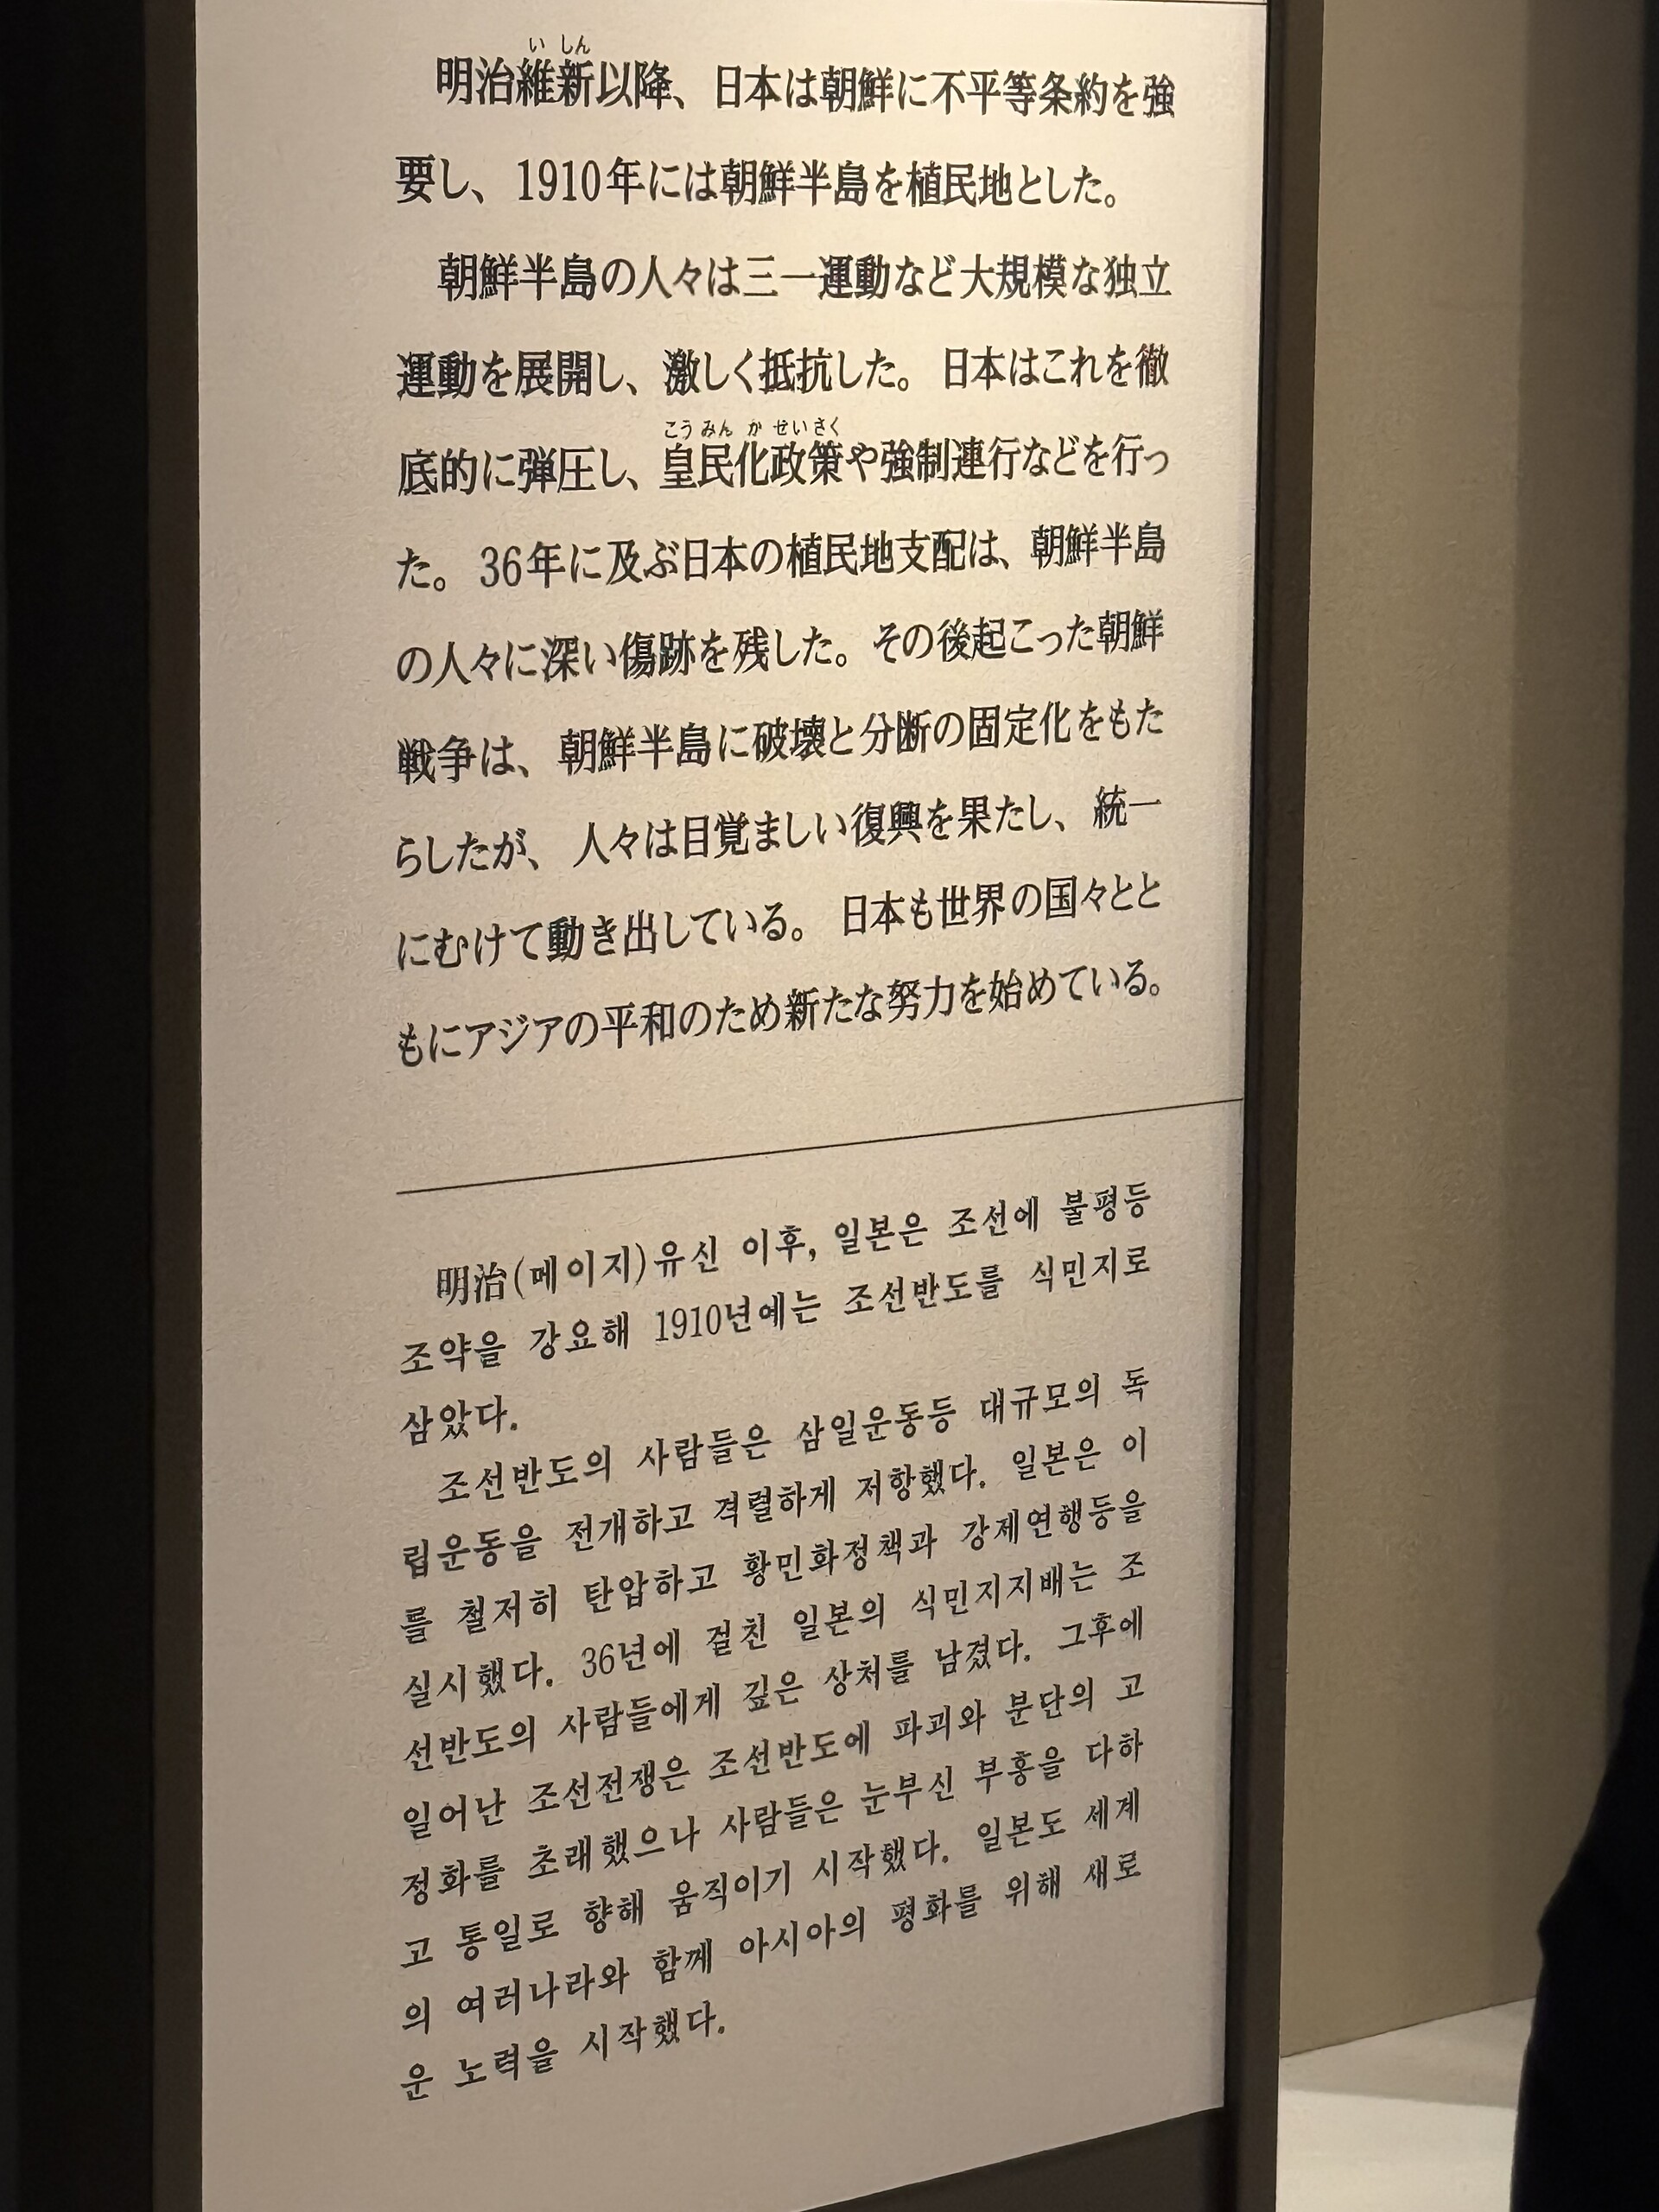 い しん
明治維新以降、日本は朝鮮に不平等条約を強
要し、1910年には朝鮮半島を植民地とした。
朝鮮半島の人々は三一運動など大規模な独立
運動を展開し、激しく抵抗した。日本はこれを徹
こう みん か せい さく
底的に弾圧し、皇民化政策や強制連行などを行っ
た。36年に及ぶ日本の植民地支配は、朝鮮半島
の人々に深い傷跡を残した。その後起こった朝鮮
戦争は、朝鮮半島に破壊と分断の固定化をもた
らしたが、人々は目覚ましい復興を果たし、統一
にむけて動き出している。日本も世界の国々とと
もにアジアの平和のため新たな努力を始めている。
明治(메이지)유신 이후, 일본은 조선에 불평등
조약을 강요해 1910년에는 조선반도를 식민지로
삼았다.
조선반도의 사람들은 삼일운동등 대규모의 독
립운동을 전개하고 격렬하게 저항했다. 일본은 이
를 철저히 탄압하고 황민화정책과 강제연행등을
실시했다. 36년에 걸친 일본의 식민지지배는 조
선반도의 사람들에게 깊은 상처를 남겼다. 그후에
일어난 조선전쟁은 조선반도에 파괴와 분단의 고
정화를 초래했으나 사람들은 눈부신 부흥을 다하
고 통일로 향해 움직이기 시작했다. 일본도 세계
의 여러나라와 함께 아시아의 평화를 위해 새로
운 노력을 시작했다.